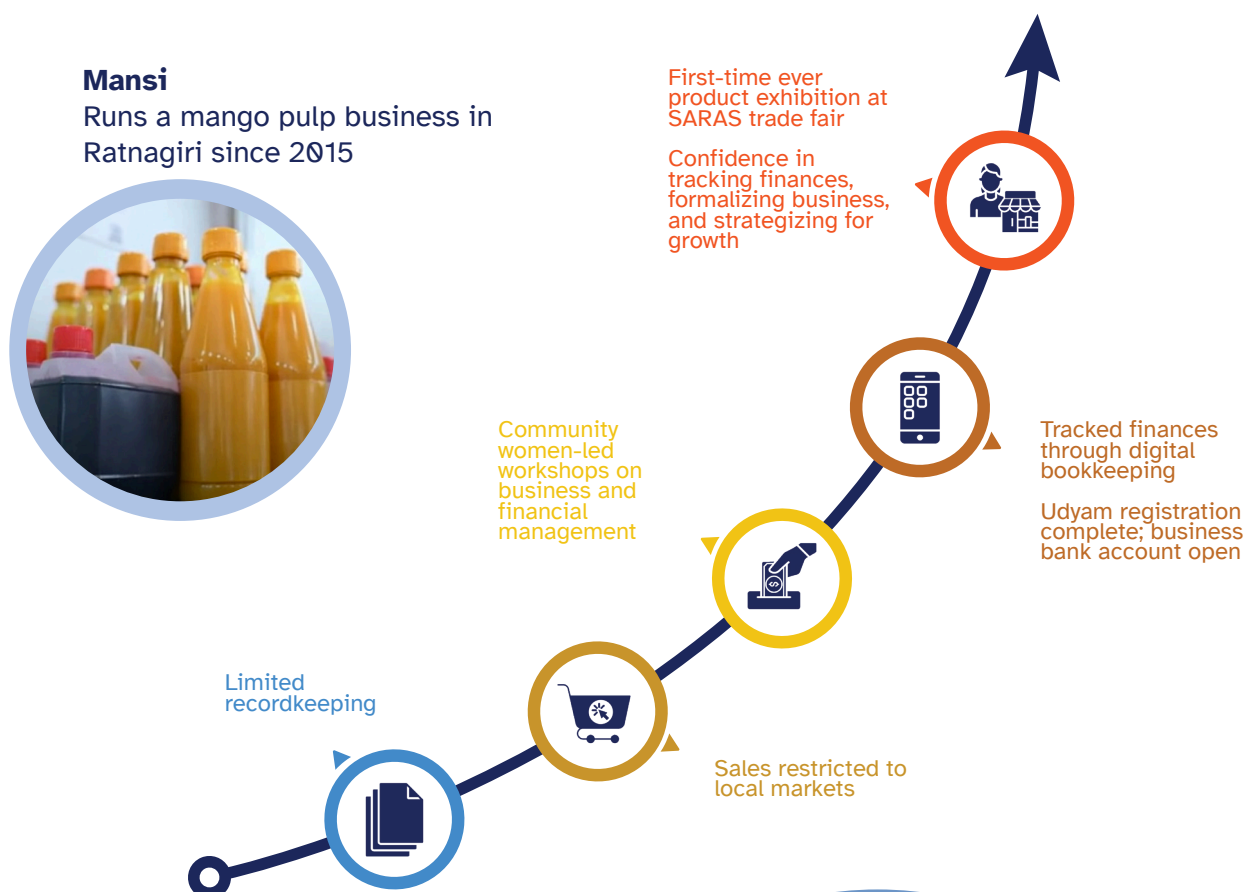 Mansi
Runs a mango pulp business in
Ratnagiri since 2015
First-time ever
product exhibition at
SARAS trade fair
Confidence in
tracking finances,
formalizing business,
and strategizing for
growth
Tracked finances
through digital
bookkeeping
Udyam registration
complete; business
bank account open
Community
women-led
workshops on
business and
financial
management
Limited
recordkeeping
Sales restricted to
local markets